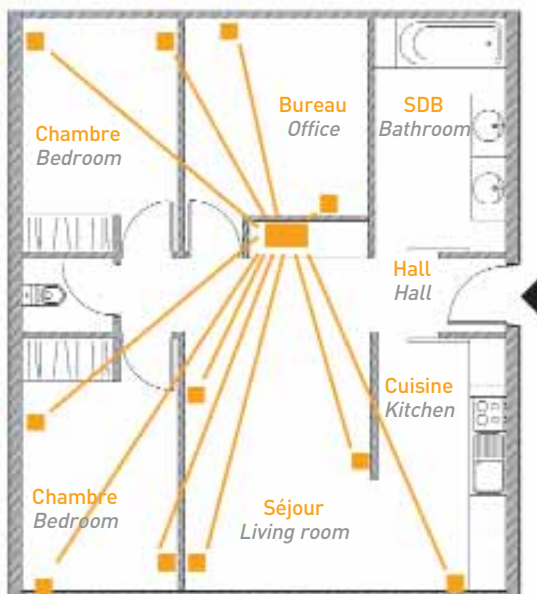 Bureau
Office
SDB
Bathroom
Chambre
Bedroom
Hall
Hall
Cuisine
Kitchen
Chambre
Bedroom
Séjour
Living room